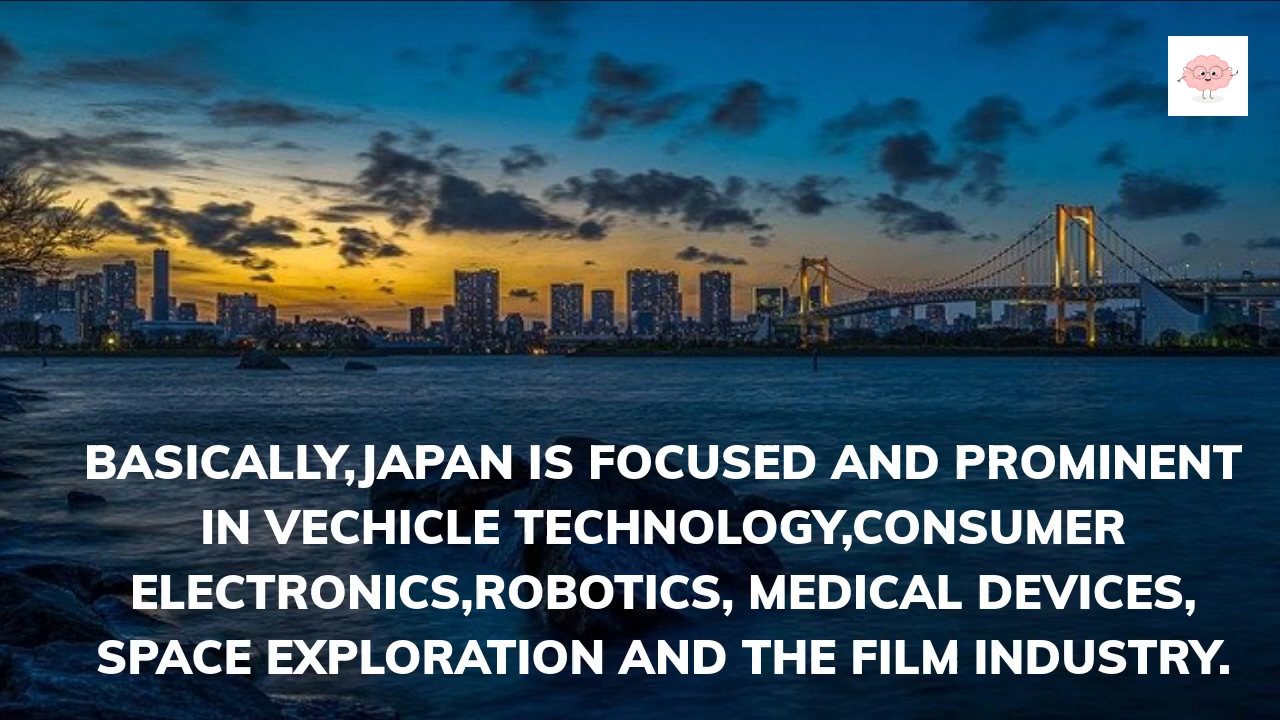 BASICALLY,JAPAN IS FOCUSED AND PROMINENT
IN VECHICLE TECHNOLOGY,CONSUMER
ELECTRONICS,ROBOTICS, MEDICAL DEVICES,
SPACE EXPLORATION AND THE FILM INDUSTRY.